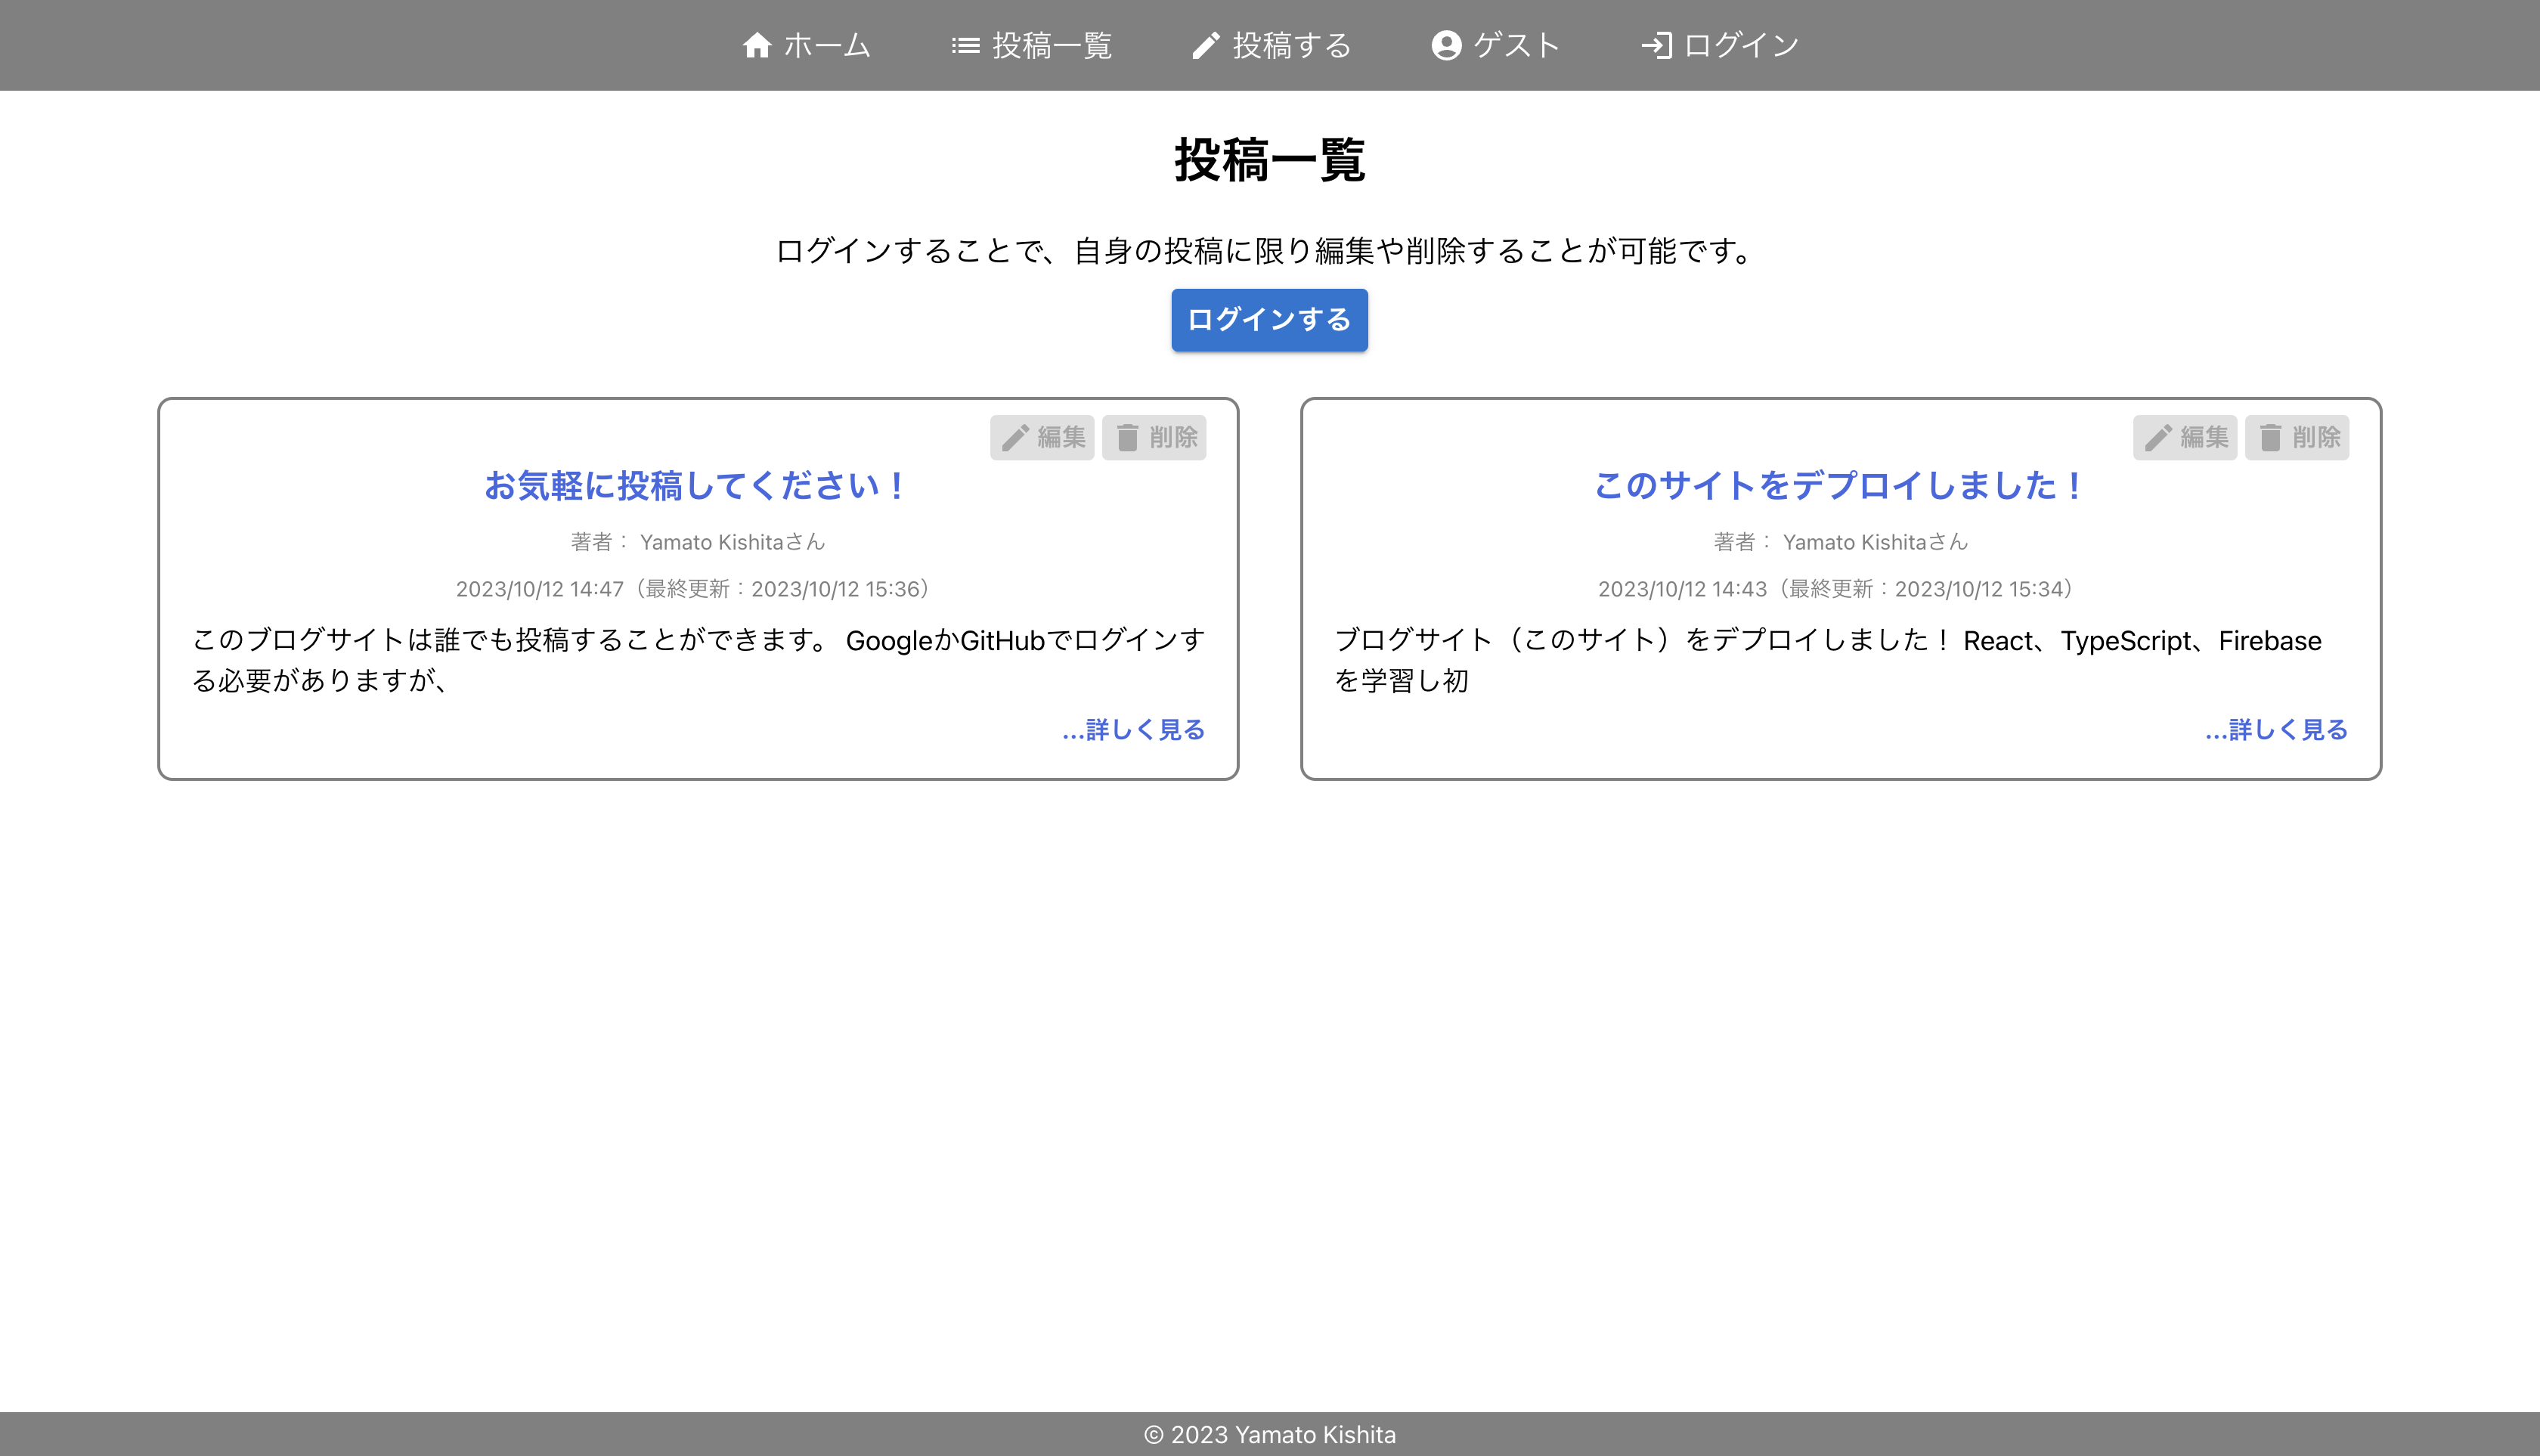 ホーム 投稿一覧 投稿する ゲスト ログイン
投稿一覧
ログインすることで、自身の投稿に限り編集や削除することが可能です。
ログインする
編集 削除
お気軽に投稿してください！
著者： Yamato Kishitaさん
2023/10/12 14:47（最終更新：2023/10/12 15:36）
このブログサイトは誰でも投稿することができます。 GoogleかGitHubでログインす
る必要がありますが、
...詳しく見る
編集 削除
このサイトをデプロイしました！
著者： Yamato Kishitaさん
2023/10/12 14:43（最終更新：2023/10/12 15:34）
ブログサイト（このサイト）をデプロイしました！ React、TypeScript、Firebase
を学習し初
...詳しく見る
© 2023 Yamato Kishita